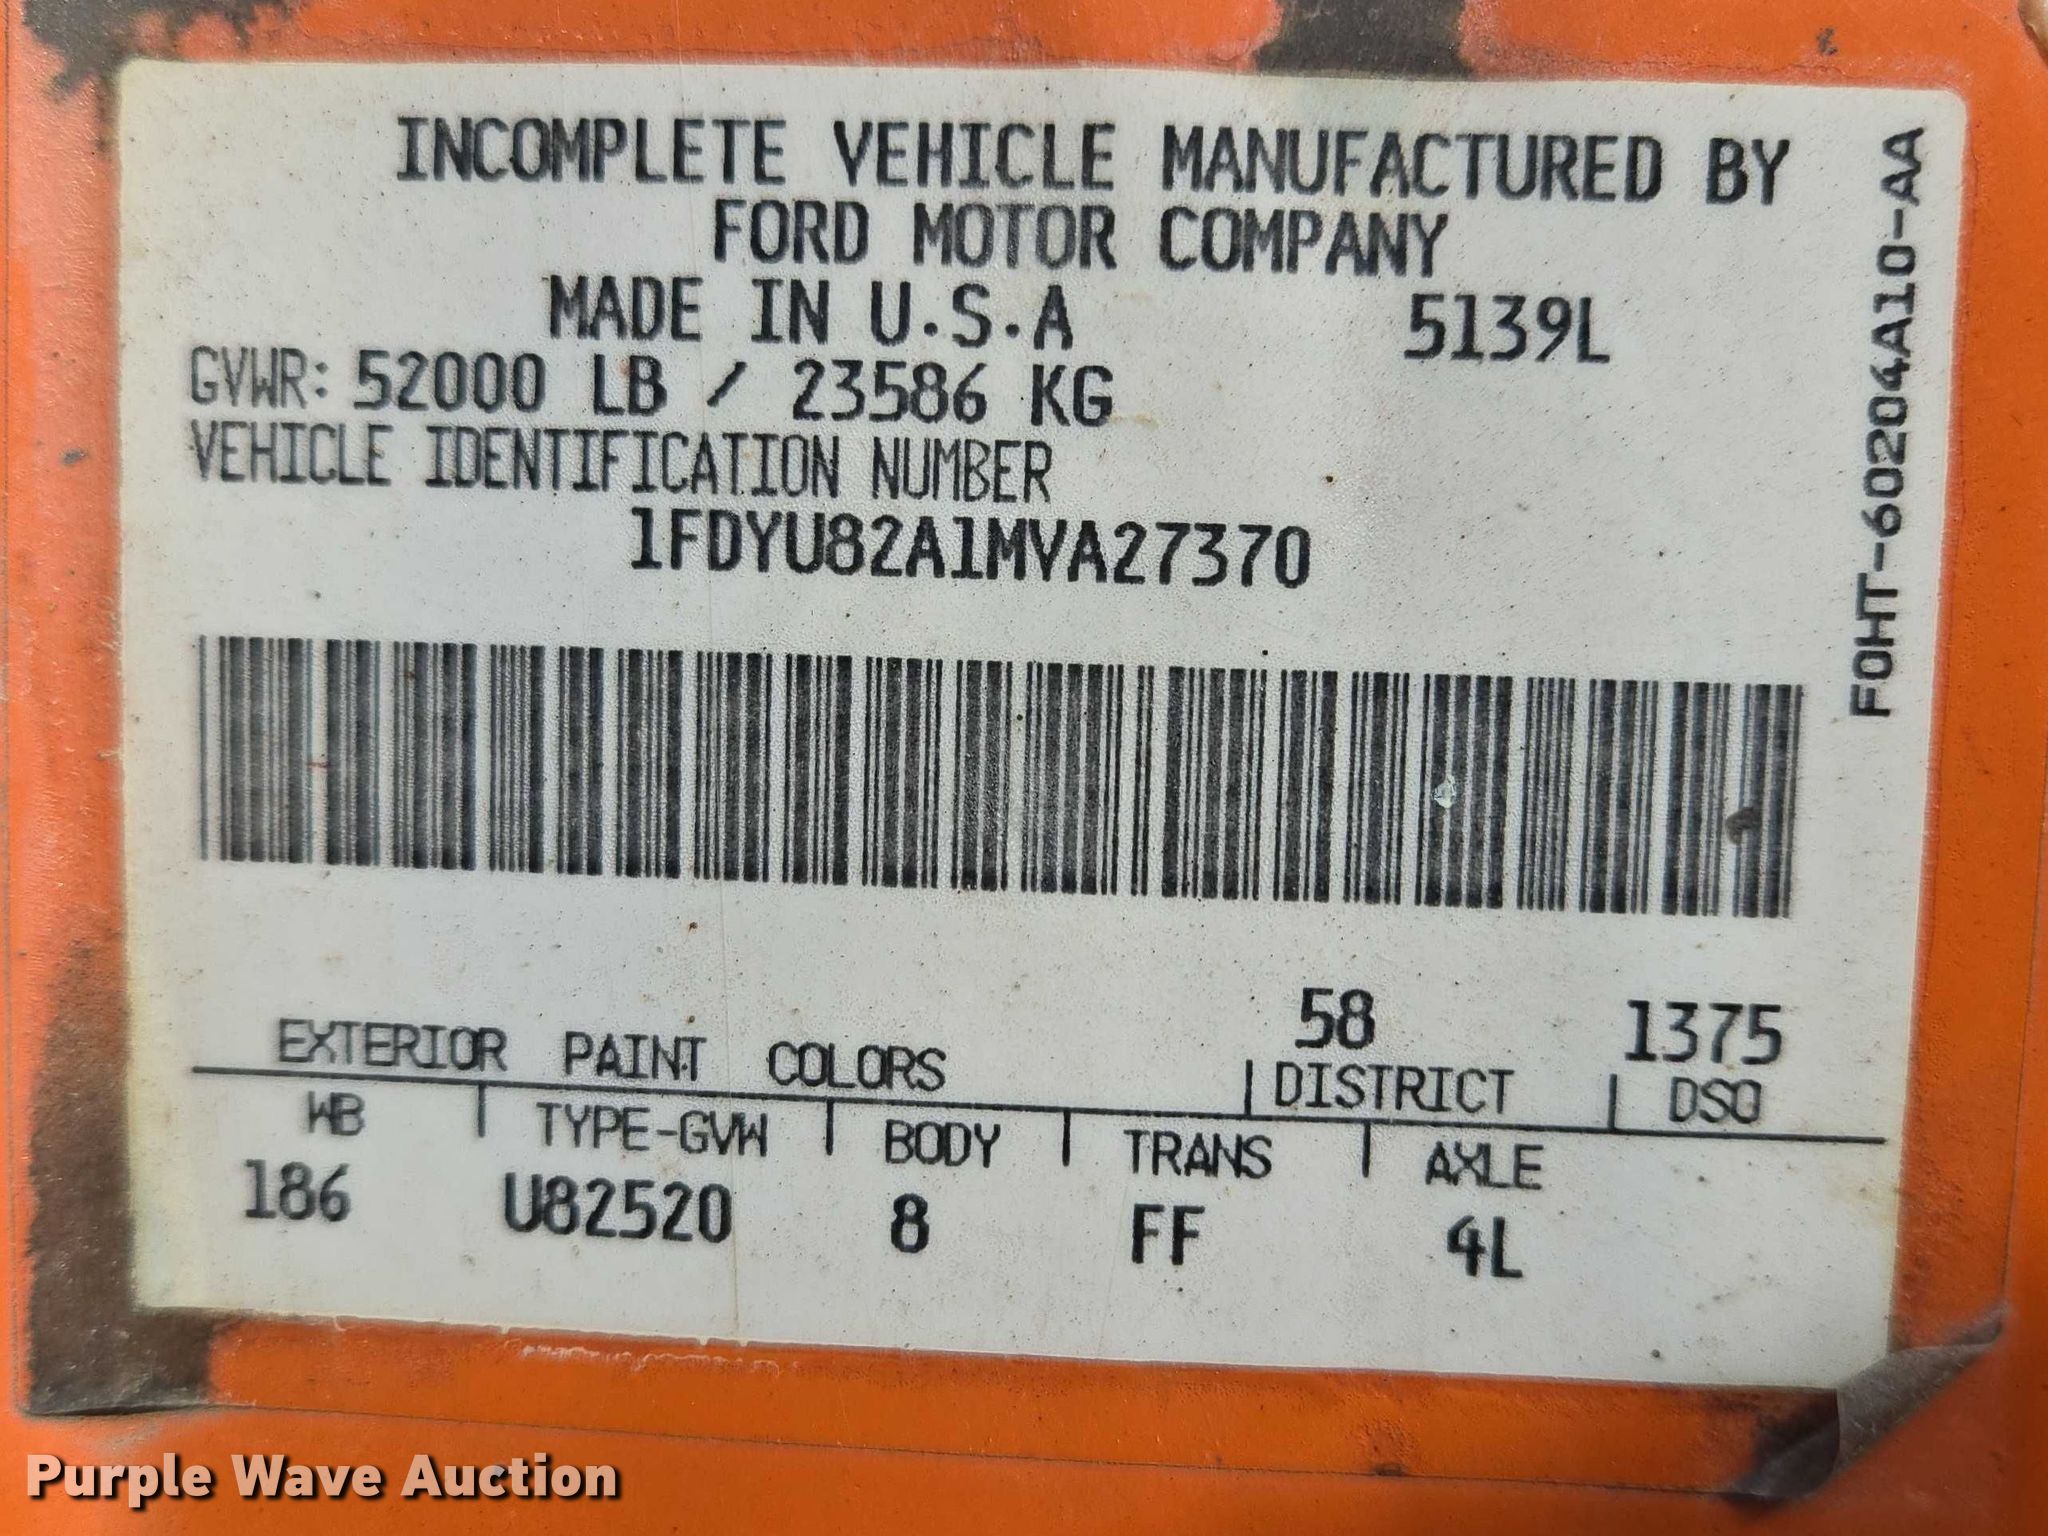 INCOMPLETE VEHICLE MANUFACTURED BY
FORD MOTOR COMPANY
MADE IN U.S.A 5139L
GVWR: 52000 LB / 23586 KG
VEHICLE IDENTIFICATION NUMBER
1FDYU82A1MVA27370
F0HT-60204A10-AA
58 1375
EXTERIOR PAINT COLORS DISTRICT DSO
WB TYPE-GVW BODY TRANS AXLE
186 U82520 8 FF 4L
Purple Wave Auction